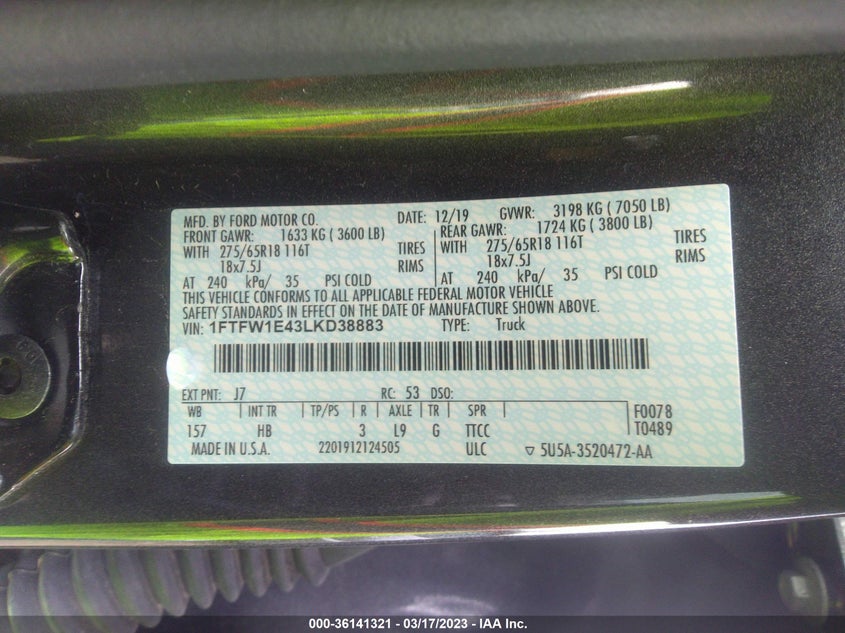 MFD. BY FORD MOTOR CO. DATE: 12/19 GVWR: 3198 KG ( 7050 LB)
FRONT GAWR: 1633 KG ( 3600 LB) REAR GAWR: 1724 KG ( 3800 LB)
WITH 275/65R18 116T TIRES WITH 275/65R18 116T TIRES
18x7.5J RIMS 18x7.5J RIMS
AT 240 kPa/ 35 PSI COLD AT 240 kPa/ 35 PSI COLD
THIS VEHICLE CONFORMS TO ALL APPLICABLE FEDERAL MOTOR VEHICLE
SAFETY STANDARDS IN EFFECT ON THE DATE OF MANUFACTURE SHOWN ABOVE.
VIN: 1FTFW1E43LKD38883 TYPE: Truck
EXT PNT: J7 RC: 53 DSO:
WB INT TR TP/PS R AXLE TR SPR F0078
157 HB 3 L9 G TTCC T0489
MADE IN U.S.A. 2201912124505 ULC ▽ 5U5A-3520472-AA
000-36141321 - 03/17/2023 - IAA Inc.